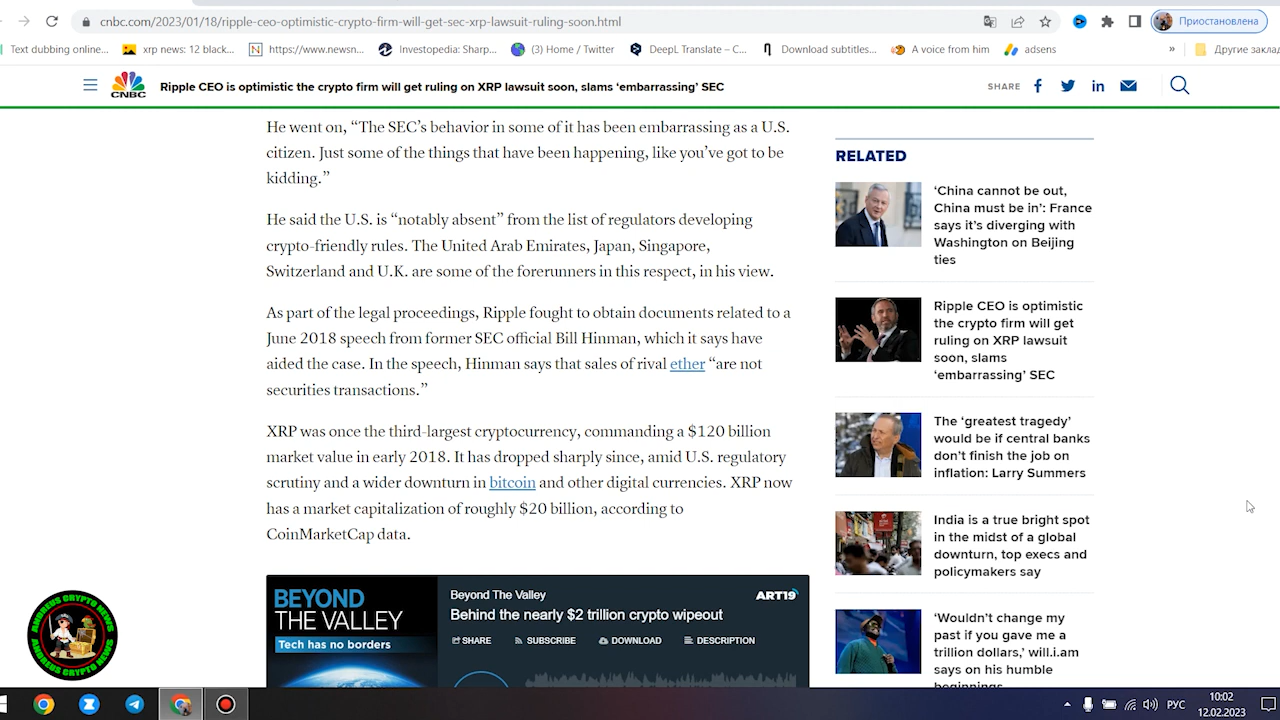 cnbc.com/2023/01/18/ripple-ceo-optimistic-crypto-firm-will-get-sec-xrp-lawsuit-ruling-soon.html
Приостановлена
Text dubbing online...
xrp news: 12 black...
https://www.newsn...
Investopedia: Sharp...
(3) Home / Twitter
DeepL Translate – C...
Download subtitles...
A voice from him
adsens
»
Другие закла
CNBC
Ripple CEO is optimistic the crypto firm will get ruling on XRP lawsuit soon, slams ‘embarrassing’ SEC
SHARE
He went on, “The SEC’s behavior in some of it has been embarrassing as a U.S.
citizen. Just some of the things that have been happening, like you’ve got to be
kidding.”
He said the U.S. is “notably absent” from the list of regulators developing
crypto-friendly rules. The United Arab Emirates, Japan, Singapore,
Switzerland and U.K. are some of the forerunners in this respect, in his view.
As part of the legal proceedings, Ripple fought to obtain documents related to a
June 2018 speech from former SEC official Bill Hinman, which it says have
aided the case. In the speech, Hinman says that sales of rival ether “are not
securities transactions.”
XRP was once the third-largest cryptocurrency, commanding a $120 billion
market value in early 2018. It has dropped sharply since, amid U.S. regulatory
scrutiny and a wider downturn in bitcoin and other digital currencies. XRP now
has a market capitalization of roughly $20 billion, according to
CoinMarketCap data.
BEYOND
THE VALLEY
Tech has no borders
Beyond The Valley
ART19
Behind the nearly $2 trillion crypto wipeout
SHARE
SUBSCRIBE
DOWNLOAD
DESCRIPTION
RELATED
‘China cannot be out,
China must be in’: France
says it’s diverging with
Washington on Beijing
ties
Ripple CEO is optimistic
the crypto firm will get
ruling on XRP lawsuit
soon, slams
‘embarrassing’ SEC
The ‘greatest tragedy’
would be if central banks
don’t finish the job on
inflation: Larry Summers
India is a true bright spot
in the midst of a global
downturn, top execs and
policymakers say
‘Wouldn’t change my
past if you gave me a
trillion dollars,’ will.i.am
says on his humble
beginnings
ANDREUS CRYPTO NEWS
ANDREUS CRYPTO NEWS
РУС
10:02
12.02.2023